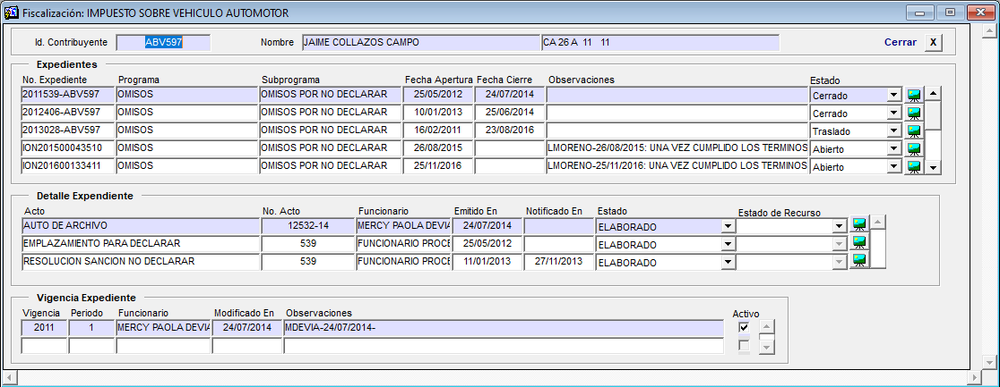 Fiscalización: IMPUESTO SOBRE VEHICULO AUTOMOTOR
Id. Contribuyente ABV597 Nombre JAIME COLLAZOS CAMPO CA 26 A 11 11 Cerrar X
Expedientes
No. Expediente Programa Subprograma Fecha Apertura Fecha Cierre Observaciones Estado
2011539-ABV597 OMISOS OMISOS POR NO DECLARAR 25/05/2012 24/07/2014 Cerrado
2012406-ABV597 OMISOS OMISOS POR NO DECLARAR 10/01/2013 25/06/2014 Cerrado
2013028-ABV597 OMISOS OMISOS POR NO DECLARAR 16/02/2011 23/08/2016 Traslado
ION201500043510 OMISOS OMISOS POR NO DECLARAR 26/08/2015 LMORENO-26/08/2015: UNA VEZ CUMPLIDO LOS TERMINOS Abierto
ION201600133411 OMISOS OMISOS POR NO DECLARAR 25/11/2016 LMORENO-25/11/2016: UNA VEZ CUMPLIDO LOS TERMINOS Abierto
Detalle Expendiente
Acto No. Acto Funcionario Emitido En Notificado En Estado Estado de Recurso
AUTO DE ARCHIVO 12532-14 MERCY PAOLA DEVIA 24/07/2014 ELABORADO
EMPLAZAMIENTO PARA DECLARAR 539 FUNCIONARIO PROCE 25/05/2012 ELABORADO
RESOLUCION SANCION NO DECLARAR 539 FUNCIONARIO PROCE 11/01/2013 27/11/2013 ELABORADO
Vigencia Expediente
Vigencia Periodo Funcionario Modificado En Observaciones Activo
2011 1 MERCY PAOLA DEVIA 24/07/2014 MDEVIA-24/07/2014-